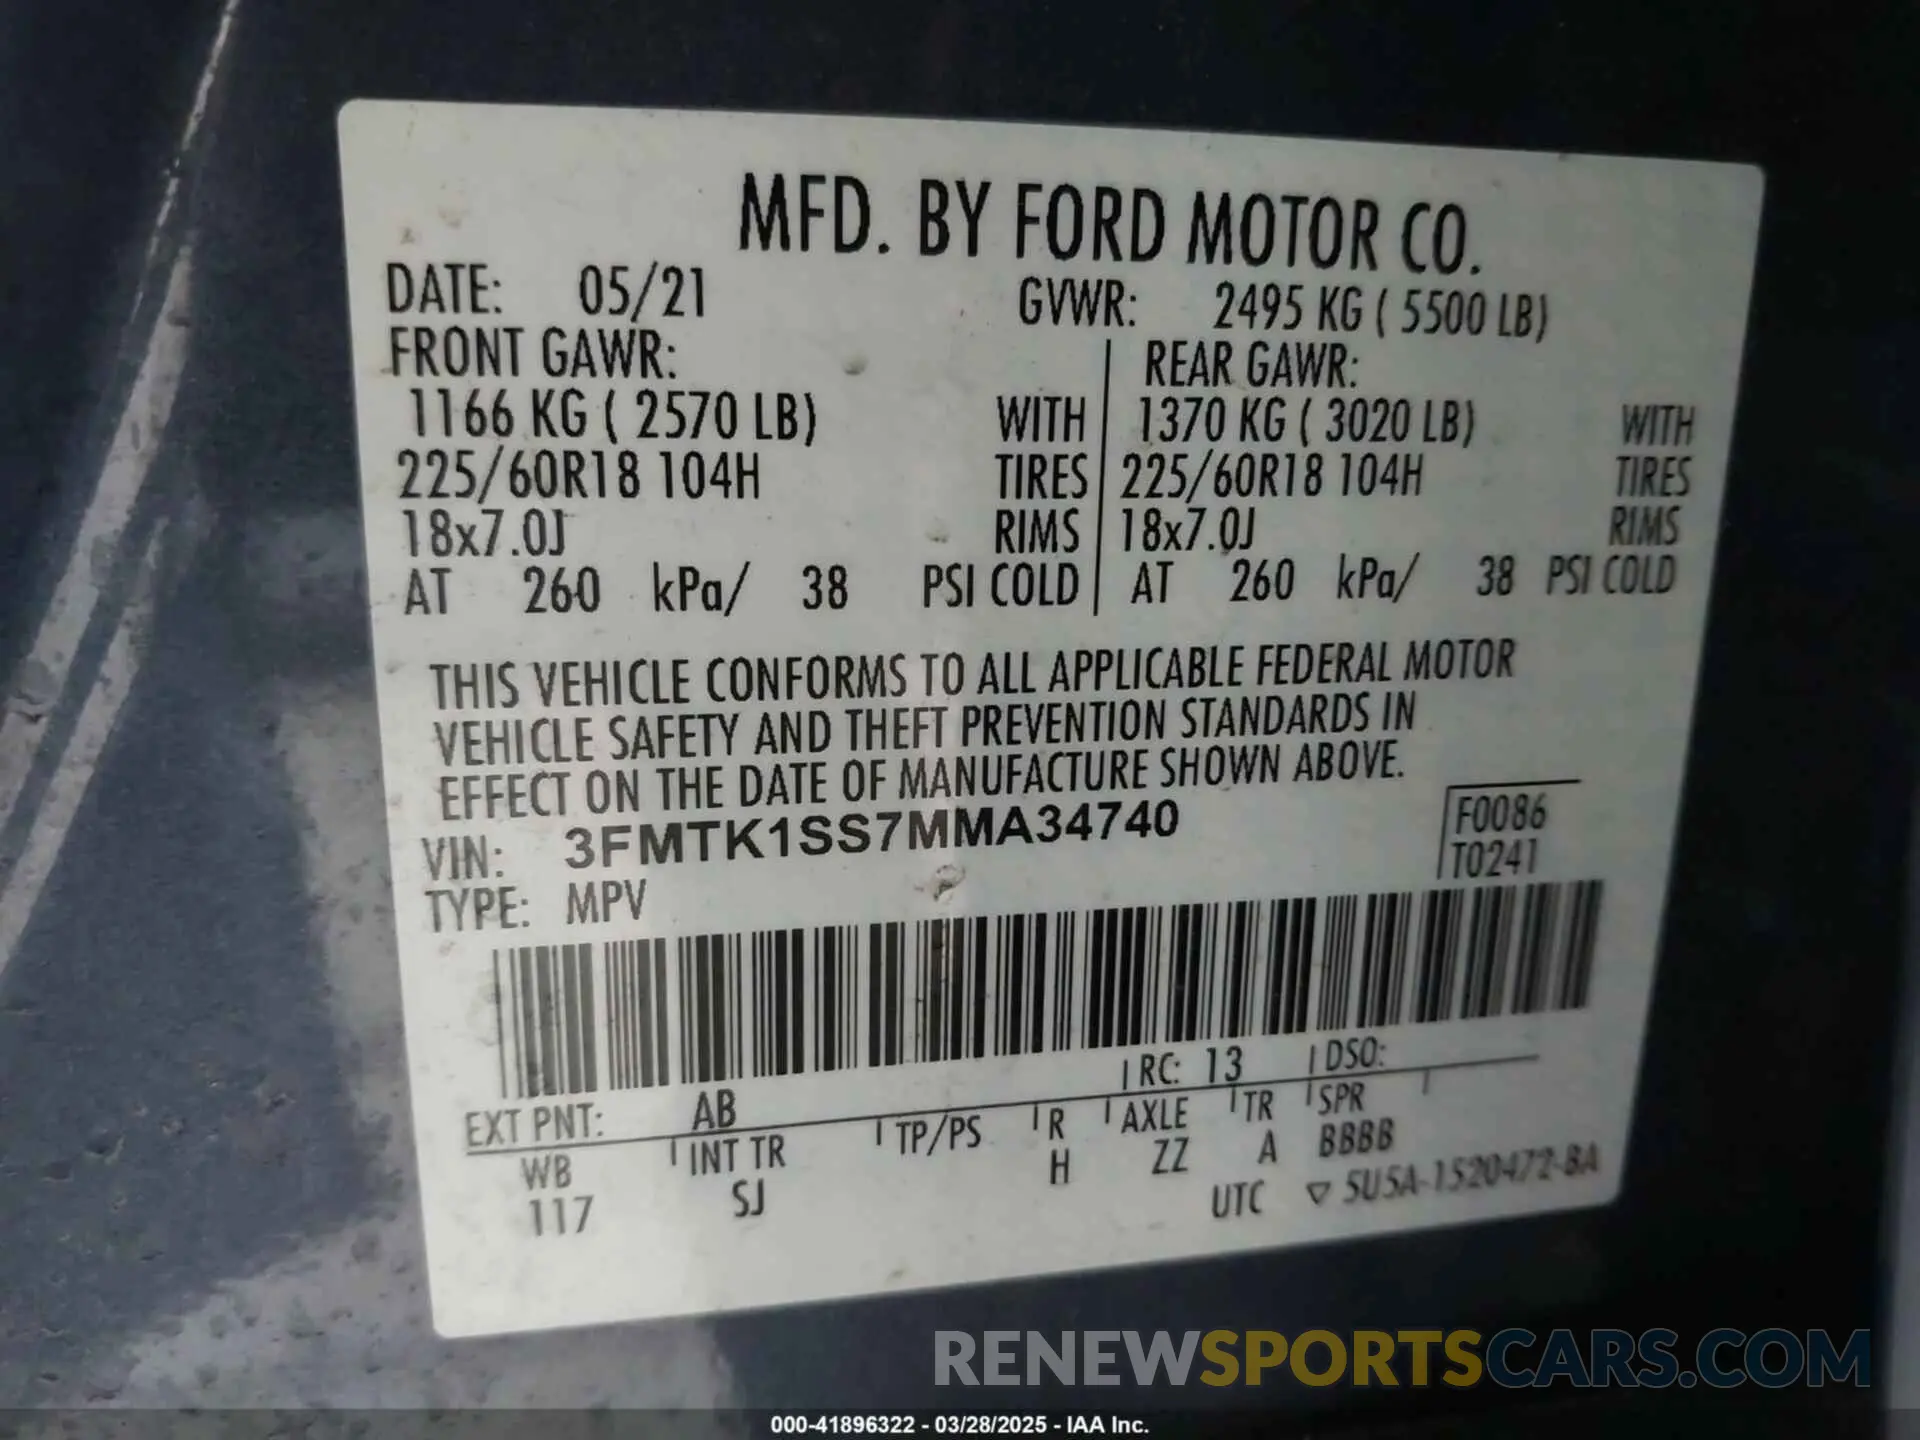 MFD. BY FORD MOTOR CO.
DATE: 05/21 GVWR: 2495 KG ( 5500 LB)
FRONT GAWR: REAR GAWR:
1166 KG ( 2570 LB) WITH 1370 KG ( 3020 LB) WITH
225/60R18 104H TIRES 225/60R18 104H TIRES
18x7.0J RIMS 18x7.0J RIMS
AT 260 kPa/ 38 PSI COLD AT 260 kPa/ 38 PSI COLD
THIS VEHICLE CONFORMS TO ALL APPLICABLE FEDERAL MOTOR
VEHICLE SAFETY AND THEFT PREVENTION STANDARDS IN
EFFECT ON THE DATE OF MANUFACTURE SHOWN ABOVE.
VIN: 3FMTK1SS7MMA34740 F0086
TYPE: MPV T0241
EXT PNT: AB RC: 13 DSO:
WB INT TR TP/PS R AXLE TR SPR
117 SJ H ZZ A BBBB
UTC ▽ 5U5A-1520472-BA
RENEWSPORTSCARS.COM
000-41896322 - 03/28/2025 - IAA Inc.